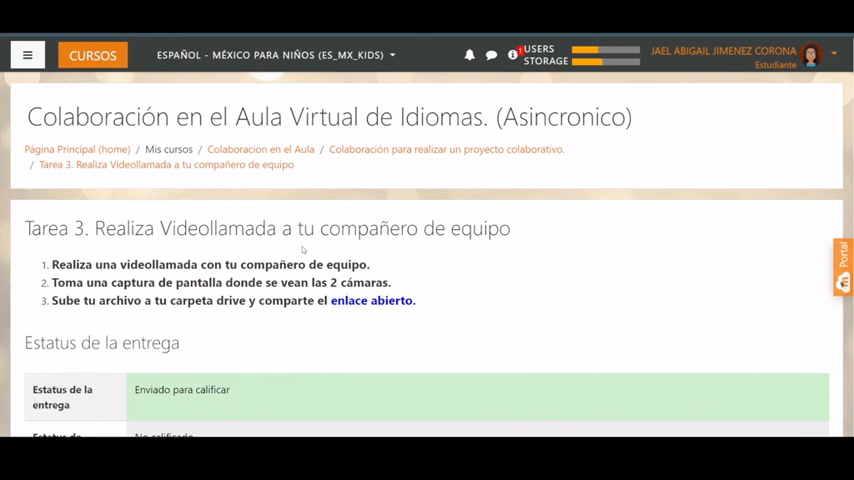 CURSOS
ESPAÑOL - MÉXICO PARA NIÑOS (ES_MX_KIDS)
1
USERS
STORAGE
JAEL ABIGAIL JIMENEZ CORONA
Estudiante
Colaboración en el Aula Virtual de Idiomas. (Asincronico)
Página Principal (home) / Mis cursos / Colaboracion en el Aula / Colaboración para realizar un proyecto colaborativo.
/ Tarea 3. Realiza Videollamada a tu compañero de equipo
Portal
Tarea 3. Realiza Videollamada a tu compañero de equipo
1. Realiza una videollamada con tu compañero de equipo.
2. Toma una captura de pantalla donde se vean las 2 cámaras.
3. Sube tu archivo a tu carpeta drive y comparte el enlace abierto.
Estatus de la entrega
Estatus de la entrega
Enviado para calificar
Estatus de
No calificado